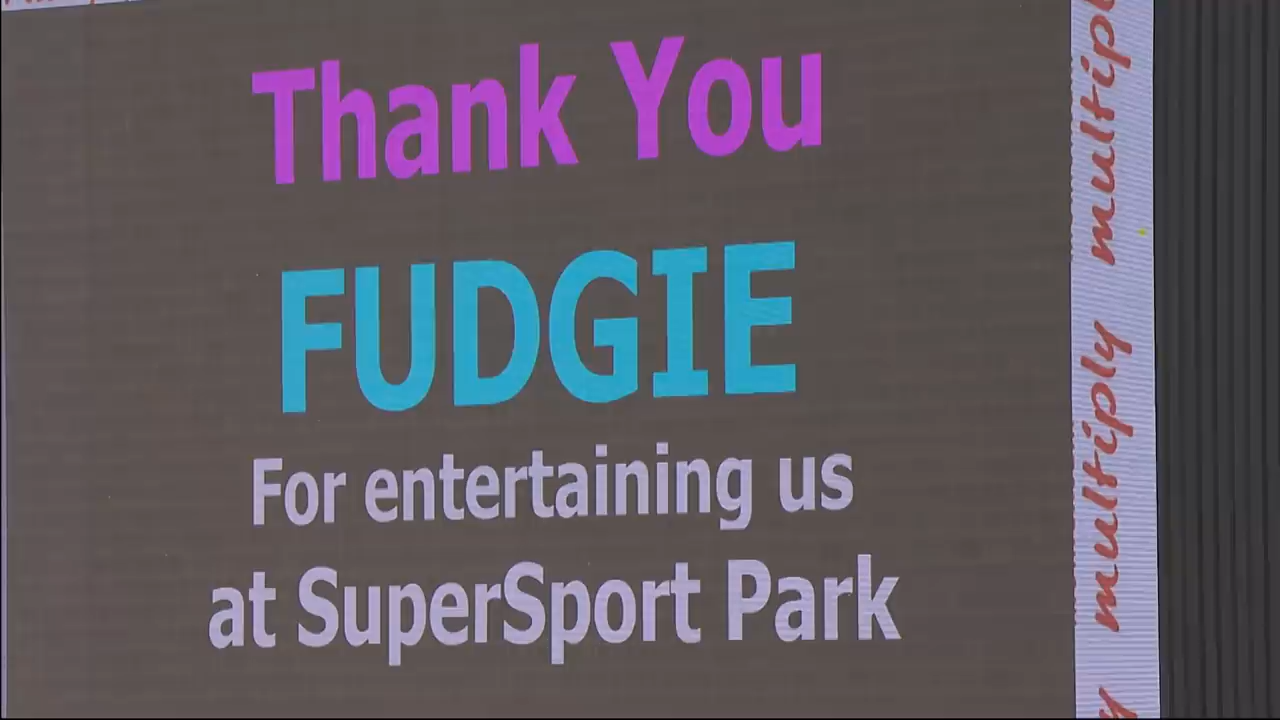 Thank You
FUDGIE
For entertaining us
at SuperSport Park
multiply
multiply